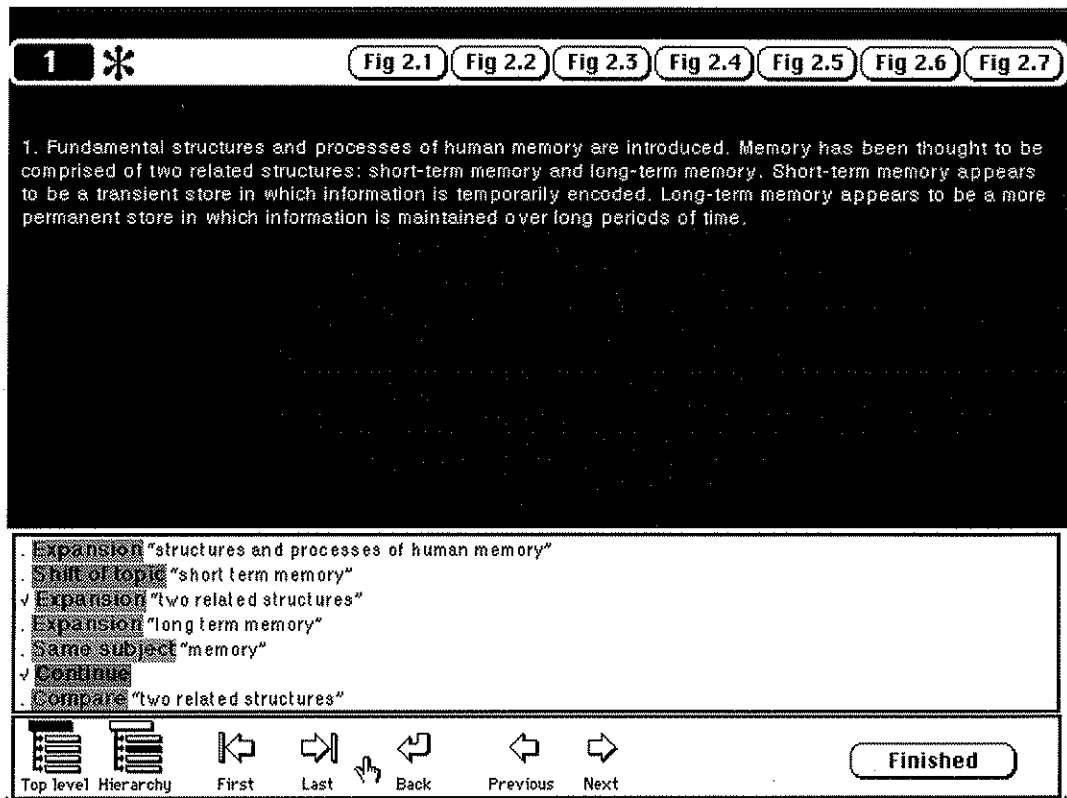 1 * Fig 2.1 Fig 2.2 Fig 2.3 Fig 2.4 Fig 2.5 Fig 2.6 Fig 2.7
1. Fundamental structures and processes of human memory are introduced. Memory has been thought to be
comprised of two related structures: short-term memory and long-term memory. Short-term memory appears
to be a transient store in which information is temporarily encoded. Long-term memory appears to be a more
permanent store in which information is maintained over long periods of time.
. Expansion "structures and processes of human memory"
. Shift of topic "short term memory"
√ Expansion "two related structures"
. Expansion "long term memory"
. Same subject "memory"
√ Continue
. Compare "two related structures"
Top level Hierarchy First Last Back Previous Next Finished